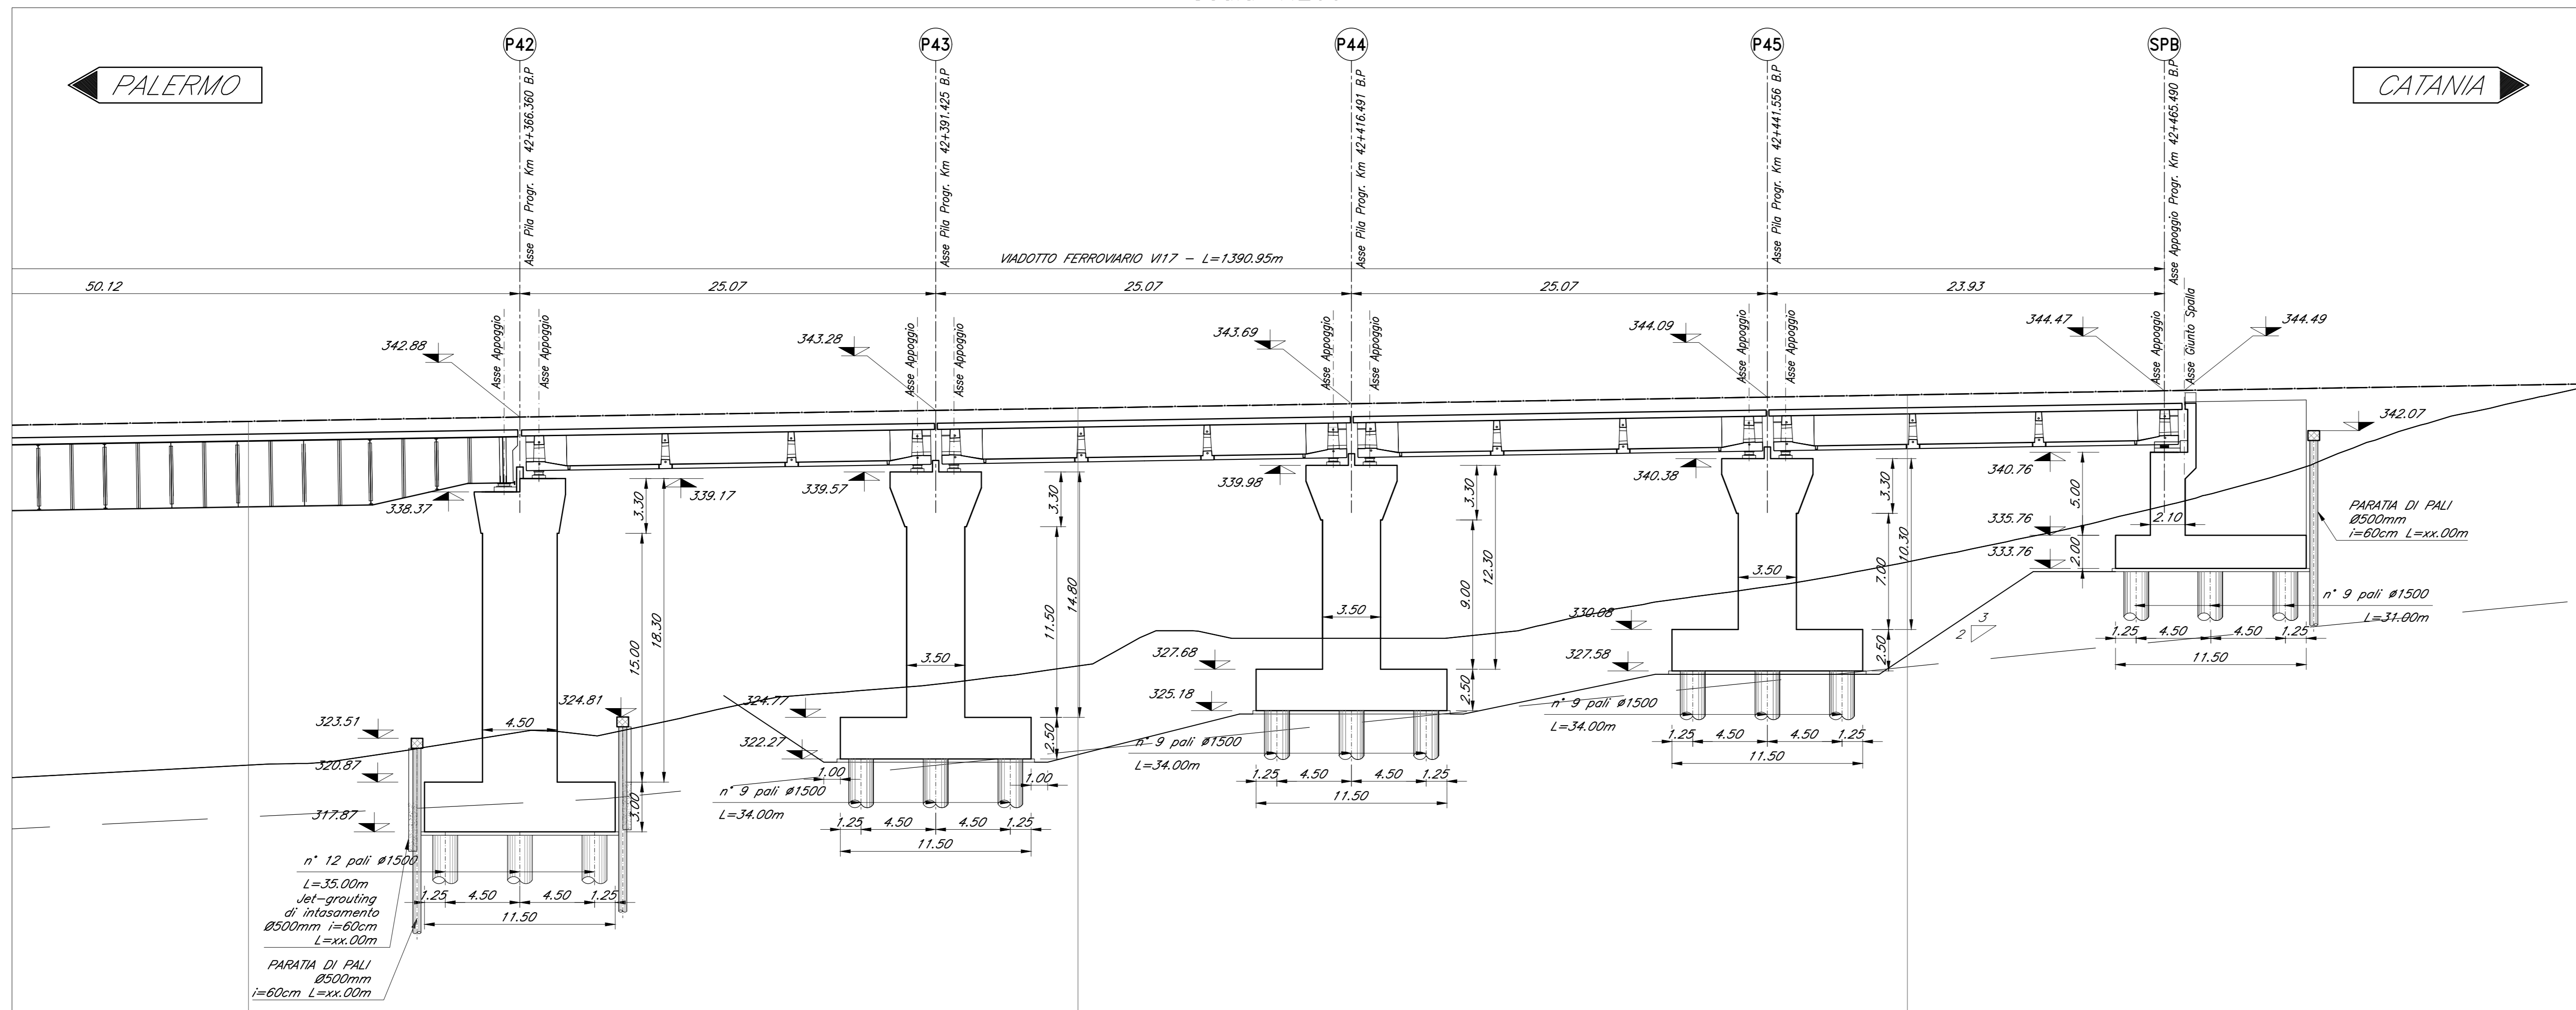 P42
P43
P44
P45
SPB
PALERMO
CATANIA
Asse Pila Progr. Km 42+366.360 B.P
Asse Pila Progr. Km 42+391.425 B.P
Asse Pila Progr. Km 42+416.491 B.P
Asse Pila Progr. Km 42+441.556 B.P
Asse Appoggio Progr. Km 42+465.490 B.P
VIADOTTO FERROVIARIO VI17 - L=1390.95m
50.12
25.07
25.07
25.07
23.93
Asse Appoggio
Asse Appoggio
Asse Appoggio
Asse Appoggio
Asse Appoggio
Asse Appoggio
Asse Appoggio
Asse Appoggio
Asse Appoggio
Asse Giunto Spalla
342.88
343.28
343.69
344.09
344.47
344.49
342.07
338.37
339.17
339.57
339.98
340.38
340.76
3.30
15.00
18.30
3.00
4.50
3.30
11.50
14.80
2.50
3.50
3.30
9.00
12.30
2.50
3.50
3.30
7.00
10.30
2.50
3.50
5.00
2.00
2.10
335.76
333.76
PARATIA DI PALI
Ø500mm
i=60cm L=xx.00m
n° 9 pali Ø1500
L=31.00m
3
2
1.25
4.50
4.50
1.25
11.50
330.08
327.58
n° 9 pali Ø1500
L=34.00m
1.25
4.50
4.50
1.25
11.50
327.68
325.18
n° 9 pali Ø1500
L=34.00m
1.25
4.50
4.50
1.25
11.50
324.77
322.27
1.00
1.00
n° 9 pali Ø1500
L=34.00m
1.25
4.50
4.50
1.25
11.50
324.81
323.51
320.87
317.87
n° 12 pali Ø1500
L=35.00m
Jet-grouting
di intasamento
Ø500mm i=60cm
L=xx.00m
PARATIA DI PALI
Ø500mm
i=60cm L=xx.00m
1.25
4.50
4.50
1.25
11.50